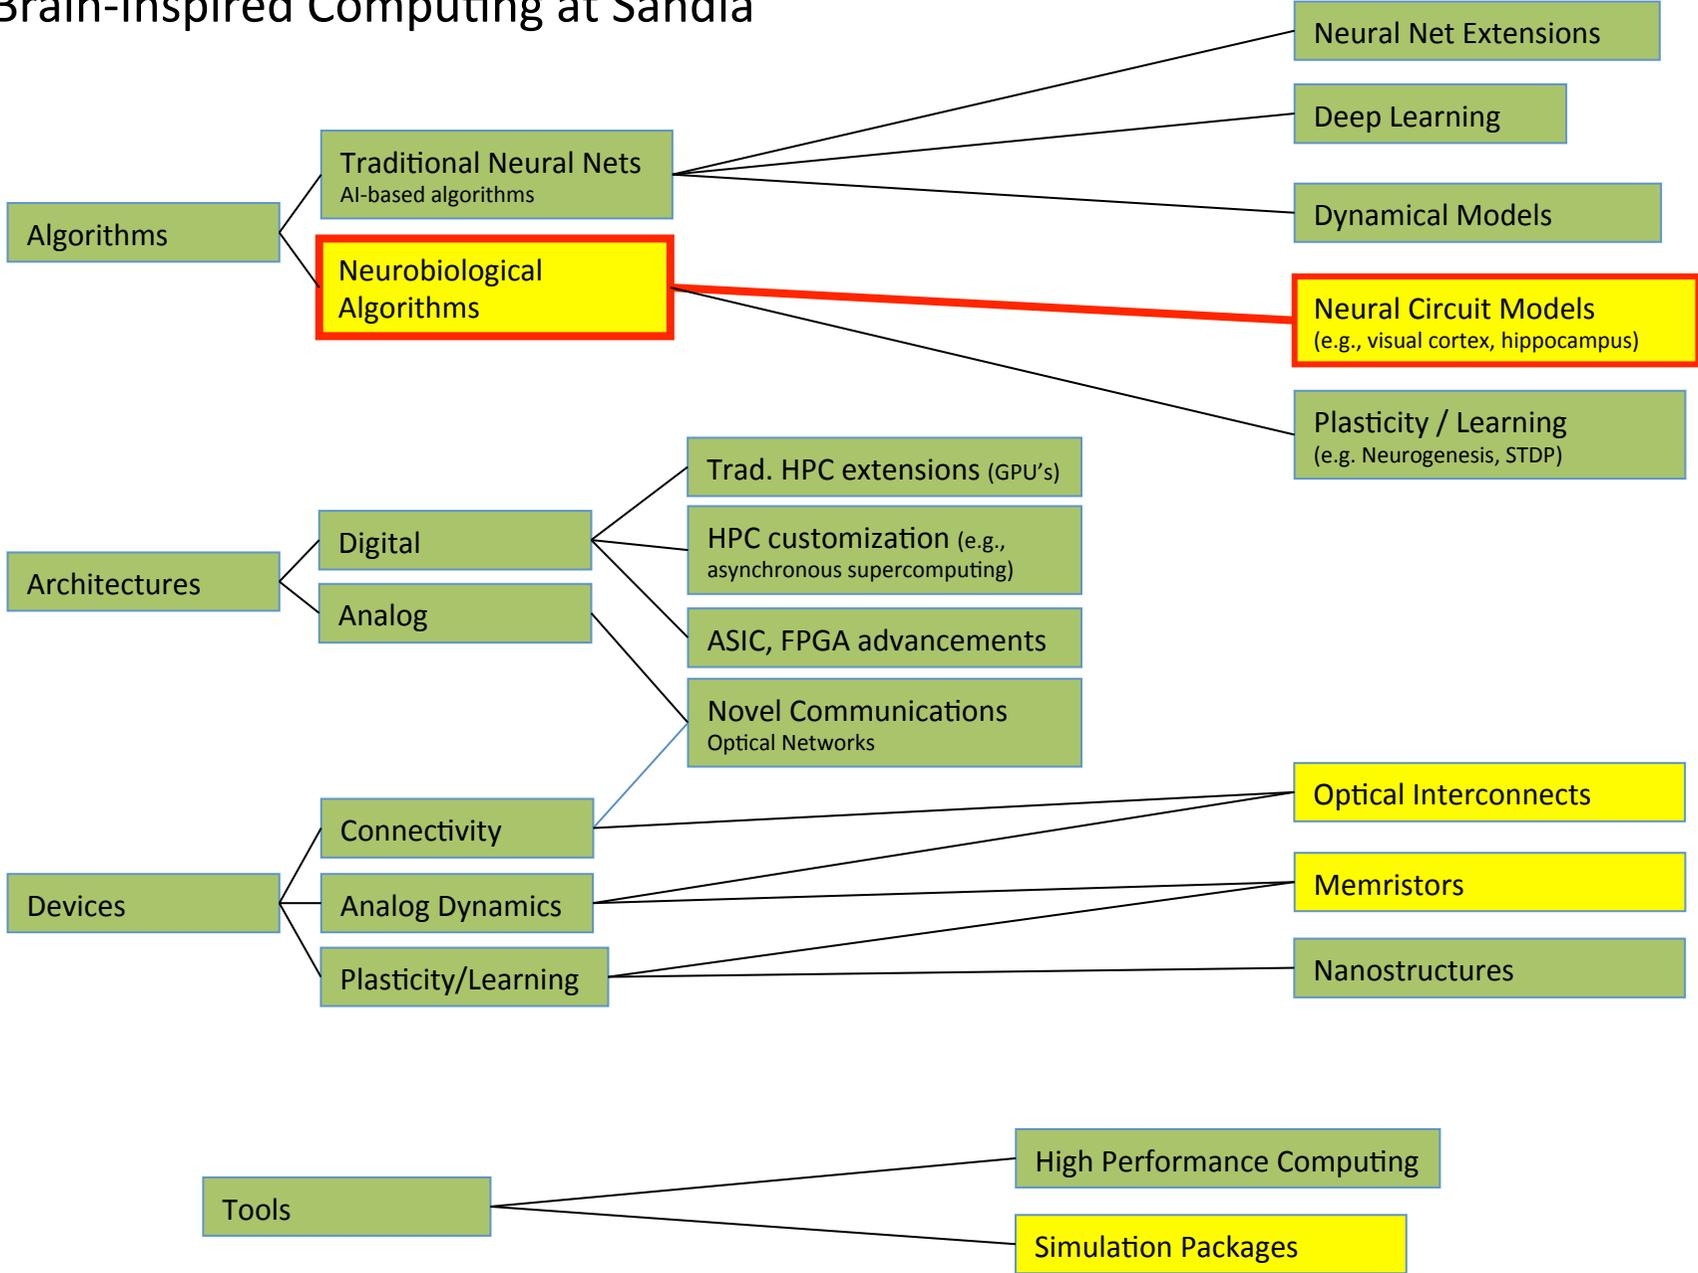 Brain-Inspired Computing at Sandia
Neural Net Extensions
Deep Learning
Traditional Neural Nets
AI-based algorithms
Dynamical Models
Algorithms
Neurobiological
Algorithms
Neural Circuit Models
(e.g., visual cortex, hippocampus)
Plasticity / Learning
(e.g. Neurogenesis, STDP)
Trad. HPC extensions (GPU's)
Digital
HPC customization (e.g.,
asynchronous supercomputing)
Architectures
Analog
ASIC, FPGA advancements
Novel Communications
Optical Networks
Optical Interconnects
Connectivity
Memristors
Devices
Analog Dynamics
Plasticity/Learning
Nanostructures
High Performance Computing
Tools
Simulation Packages